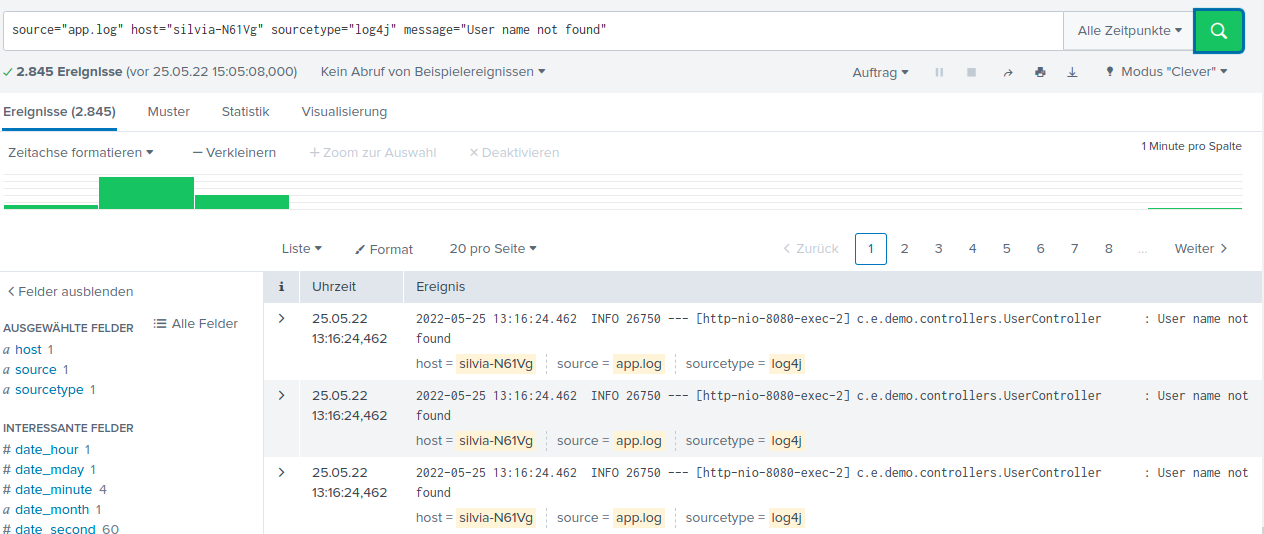 source="app.log" host="silvia-N61Vg" sourcetype="log4j" message="User name not found"
Alle Zeitpunkte
2.845 Ereignisse (vor 25.05.22 15:05:08,000)
Kein Abruf von Beispielereignissen
Auftrag
Modus "Clever"
Ereignisse (2.845)
Muster
Statistik
Visualisierung
Zeitachse formatieren
— Verkleinern
+ Zoom zur Auswahl
× Deaktivieren
1 Minute pro Spalte
Liste
Format
20 pro Seite
< Zurück
1 2 3 4 5 6 7 8 ...
Weiter >
< Felder ausblenden
AUSGEWÄHLTE FELDER
Alle Felder
a host 1
a source 1
a sourcetype 1
INTERESSANTE FELDER
# date_hour 1
# date_mday 1
# date_minute 4
a date_month 1
# date_second 60
i Uhrzeit Ereignis
> 25.05.22
13:16:24,462
2022-05-25 13:16:24.462 INFO 26750 --- [http-nio-8080-exec-2] c.e.demo.controllers.UserController : User name not
found
host = silvia-N61Vg source = app.log sourcetype = log4j
> 25.05.22
13:16:24,462
2022-05-25 13:16:24.462 INFO 26750 --- [http-nio-8080-exec-2] c.e.demo.controllers.UserController : User name not
found
host = silvia-N61Vg source = app.log sourcetype = log4j
> 25.05.22
13:16:24,462
2022-05-25 13:16:24.462 INFO 26750 --- [http-nio-8080-exec-2] c.e.demo.controllers.UserController : User name not
found
host = silvia-N61Vg source = app.log sourcetype = log4j